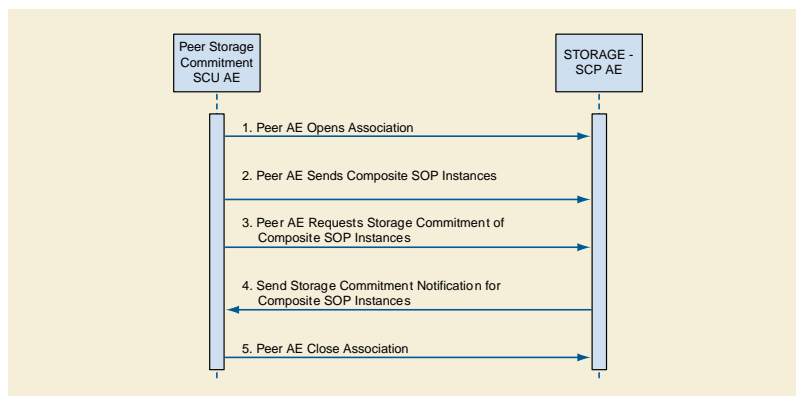 Peer Storage
Commitment
SCU AE
STORAGE -
SCP AE
1. Peer AE Opens Association
2. Peer AE Sends Composite SOP Instances
3. Peer AE Requests Storage Commitment of
Composite SOP Instances
4. Send Storage Commitment Notification for
Composite SOP Instances
5. Peer AE Close Association